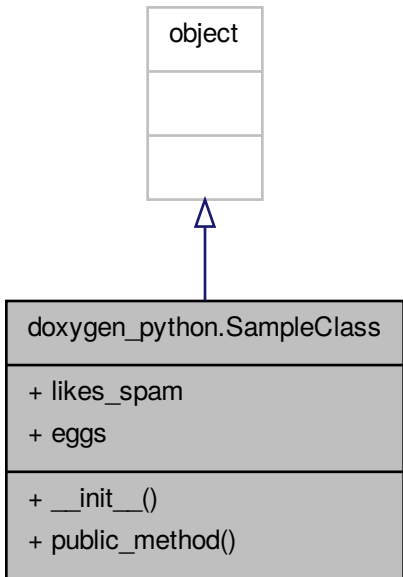 object
doxygen_python.SampleClass
+ likes_spam
+ eggs
+ __init__()
+ public_method()